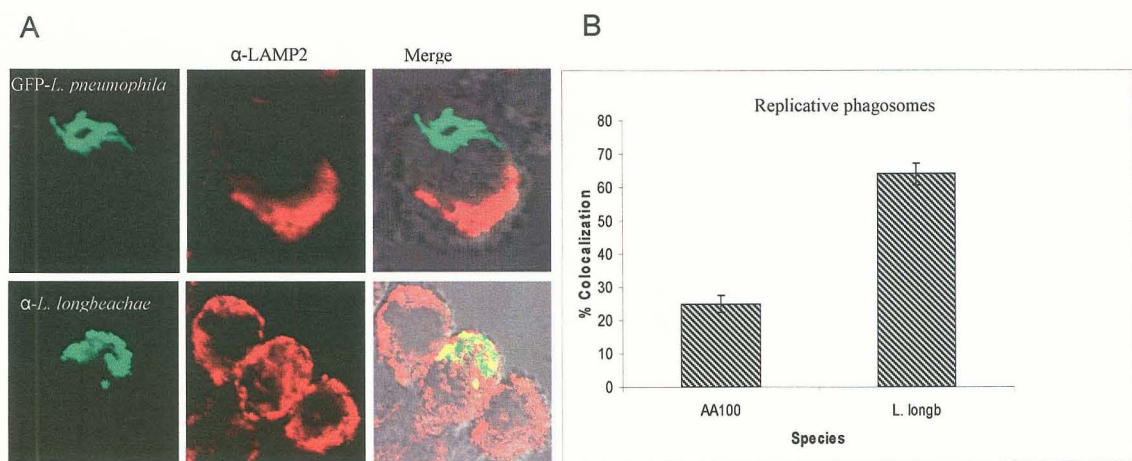 A
α-LAMP2
Merge
GFP-L. pneumophila
α-L. longbeachae
B
Replicative phagosomes
% Colocalization
80
70
60
50
40
30
20
10
0
AA100
L. longb
Species